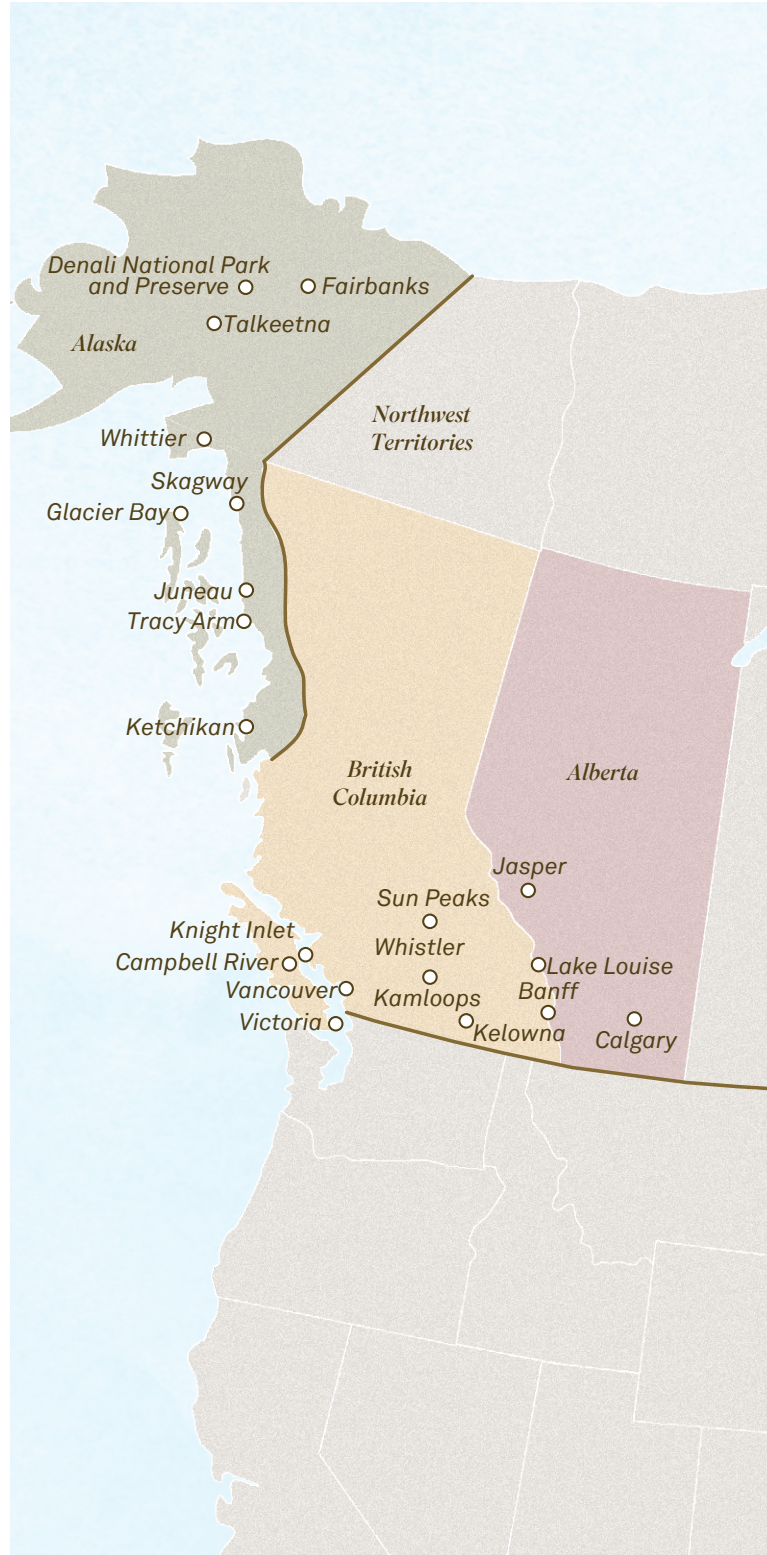 Denali National Park
and Preserve
Fairbanks
Talkeetna
Alaska
Northwest
Territories
Whittier
Skagway
Glacier Bay
Juneau
Tracy Arm
Ketchikan
British
Columbia
Alberta
Jasper
Sun Peaks
Knight Inlet
Whistler
Campbell River
Lake Louise
Vancouver
Kamloops
Banff
Victoria
Kelowna
Calgary